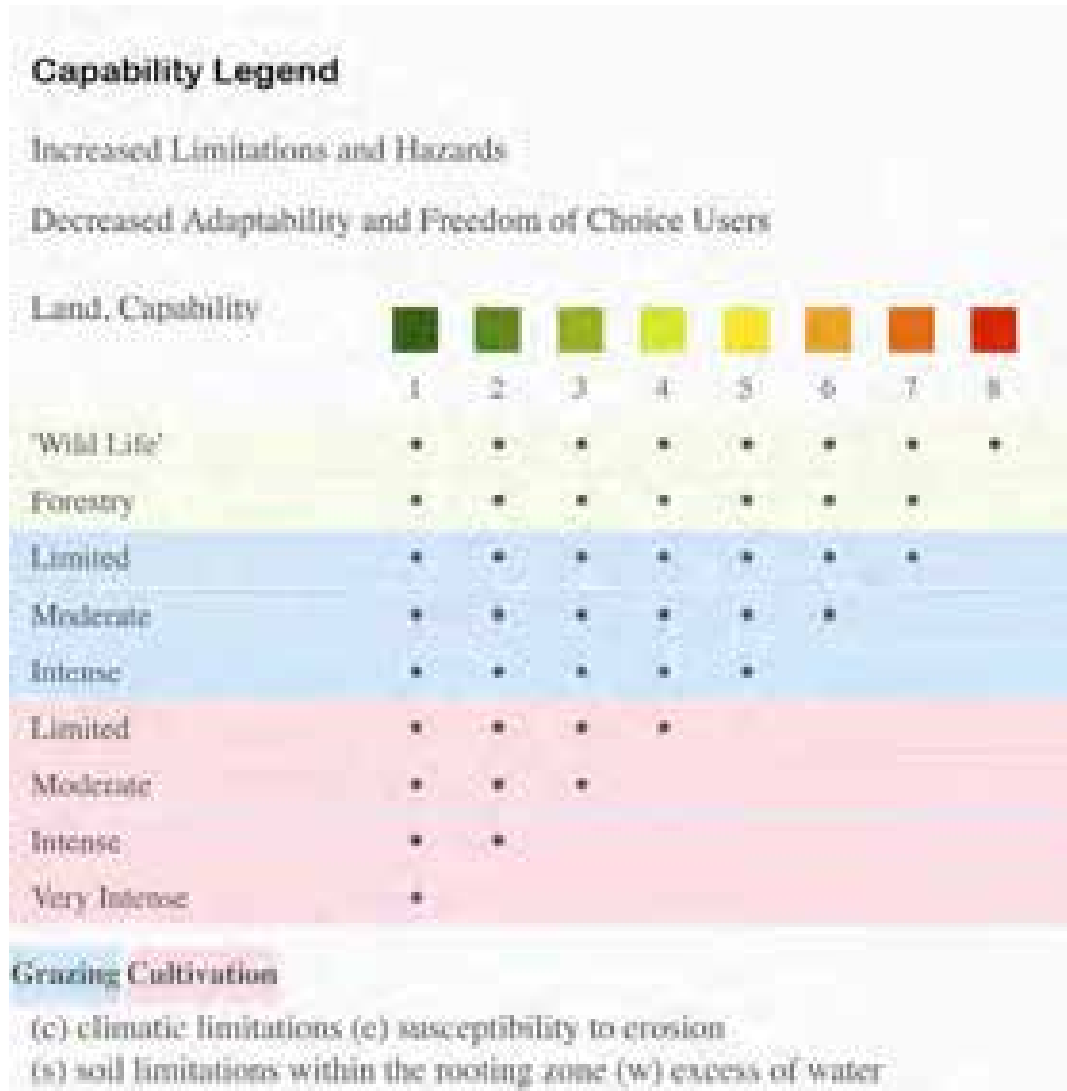 Capability Legend
Increased Limitations and Hazards
Decreased Adaptability and Freedom of Choice Users
Land, Capability
1 2 3 4 5 6 7 8
'Wild Life'
Forestry
Limited
Moderate
Intense
Limited
Moderate
Intense
Very Intense
Grazing Cultivation
(c) climatic limitations (e) susceptibility to erosion
(s) soil limitations within the rooting zone (w) excess of water